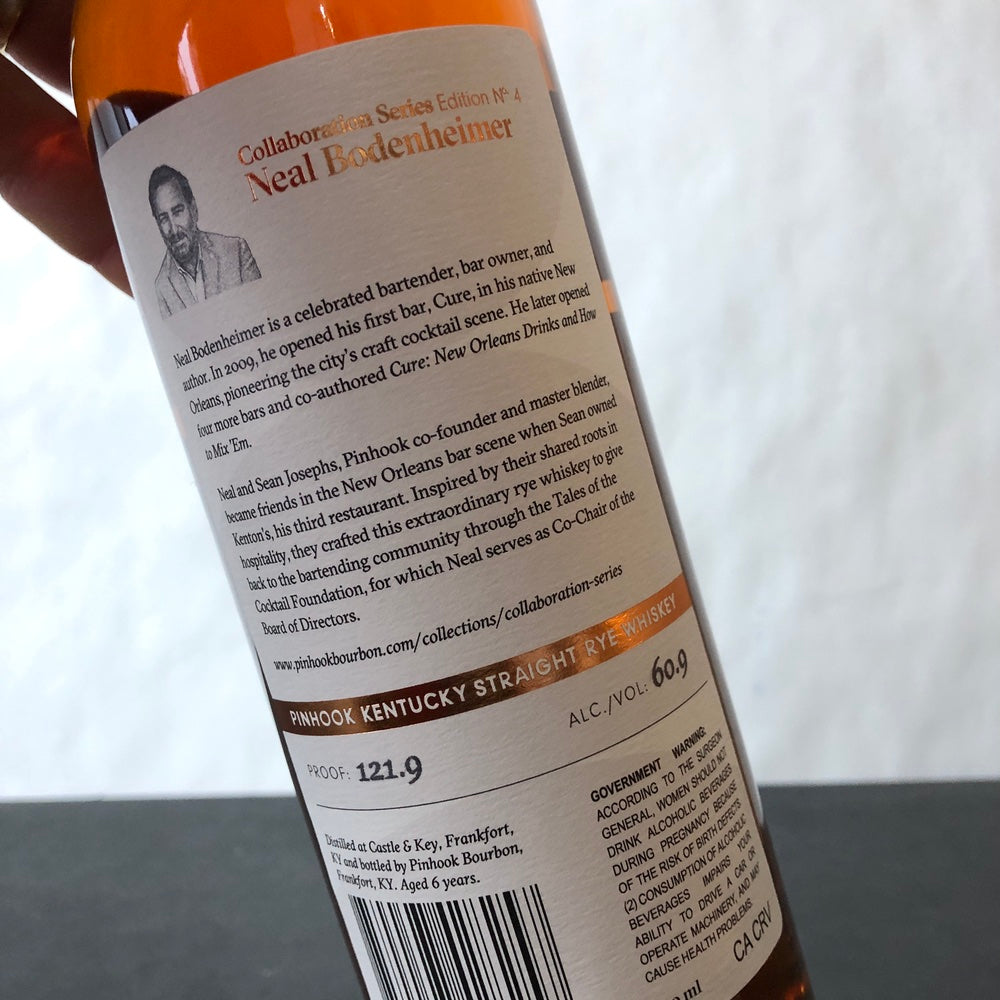 Collaboration Series Edition Nº 4
Neal Bodenheimer
Neal Bodenheimer is a celebrated bartender, bar owner, and
author. In 2009, he opened his first bar, Cure, in his native New
Orleans, pioneering the city's craft cocktail scene. He later opened
four more bars and co-authored Cure: New Orleans Drinks and How
to Mix 'Em.
Neal and Sean Josephs, Pinhook co-founder and master blender,
became friends in the New Orleans bar scene when Sean owned
Kenton's, his third restaurant. Inspired by their shared roots in
hospitality, they crafted this extraordinary rye whiskey to give
back to the bartending community through the Tales of the
Cocktail Foundation, for which Neal serves as Co-Chair of the
Board of Directors.
www.pinhookbourbon.com/collections/collaboration-series
PINHOOK KENTUCKY STRAIGHT RYE WHISKEY
PROOF: 121.9
ALC./VOL: 60.9
Distilled at Castle & Key, Frankfort,
KY and bottled by Pinhook Bourbon,
Frankfort, KY. Aged 6 years.
GOVERNMENT WARNING:
ACCORDING TO THE SURGEON
GENERAL, WOMEN SHOULD NOT
DRINK ALCOHOLIC BEVERAGES
DURING PREGNANCY BECAUSE
OF THE RISK OF BIRTH DEFECTS
(2) CONSUMPTION OF ALCOHOLIC
BEVERAGES IMPAIRS YOUR
ABILITY TO DRIVE A CAR OR
OPERATE MACHINERY, AND MAY
CAUSE HEALTH PROBLEMS.
CA CRV
ml